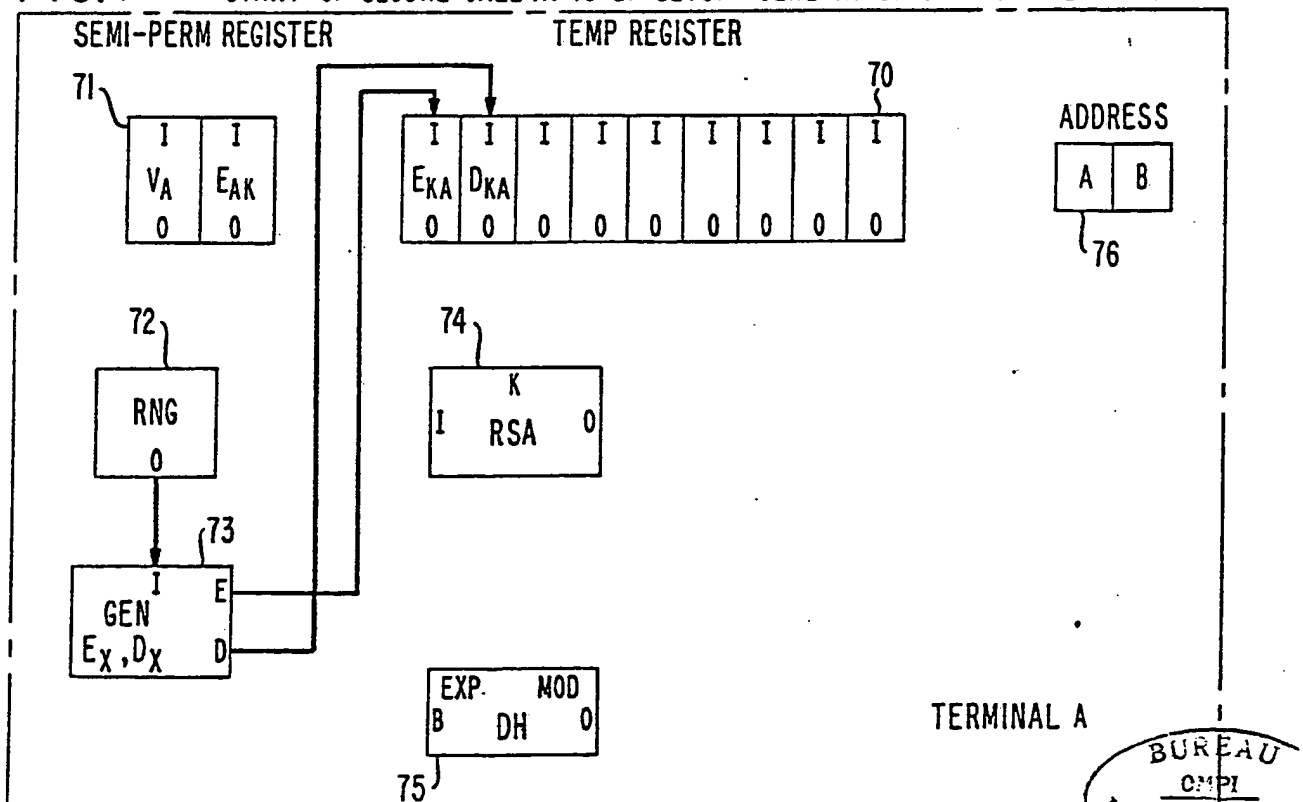 SEMI-PERM REGISTER
TEMP REGISTER
71
70
I I
V_A E_AK
0 0
I I I I I I I I I
E_KA D_KA
0 0 0 0 0 0 0 0 0
ADDRESS
A B
76
72
RNG
0
74
K
I RSA 0
73
I E
GEN
E_X, D_X D
EXP. MOD
B DH 0
75
TERMINAL A
BUREAU
OMPI